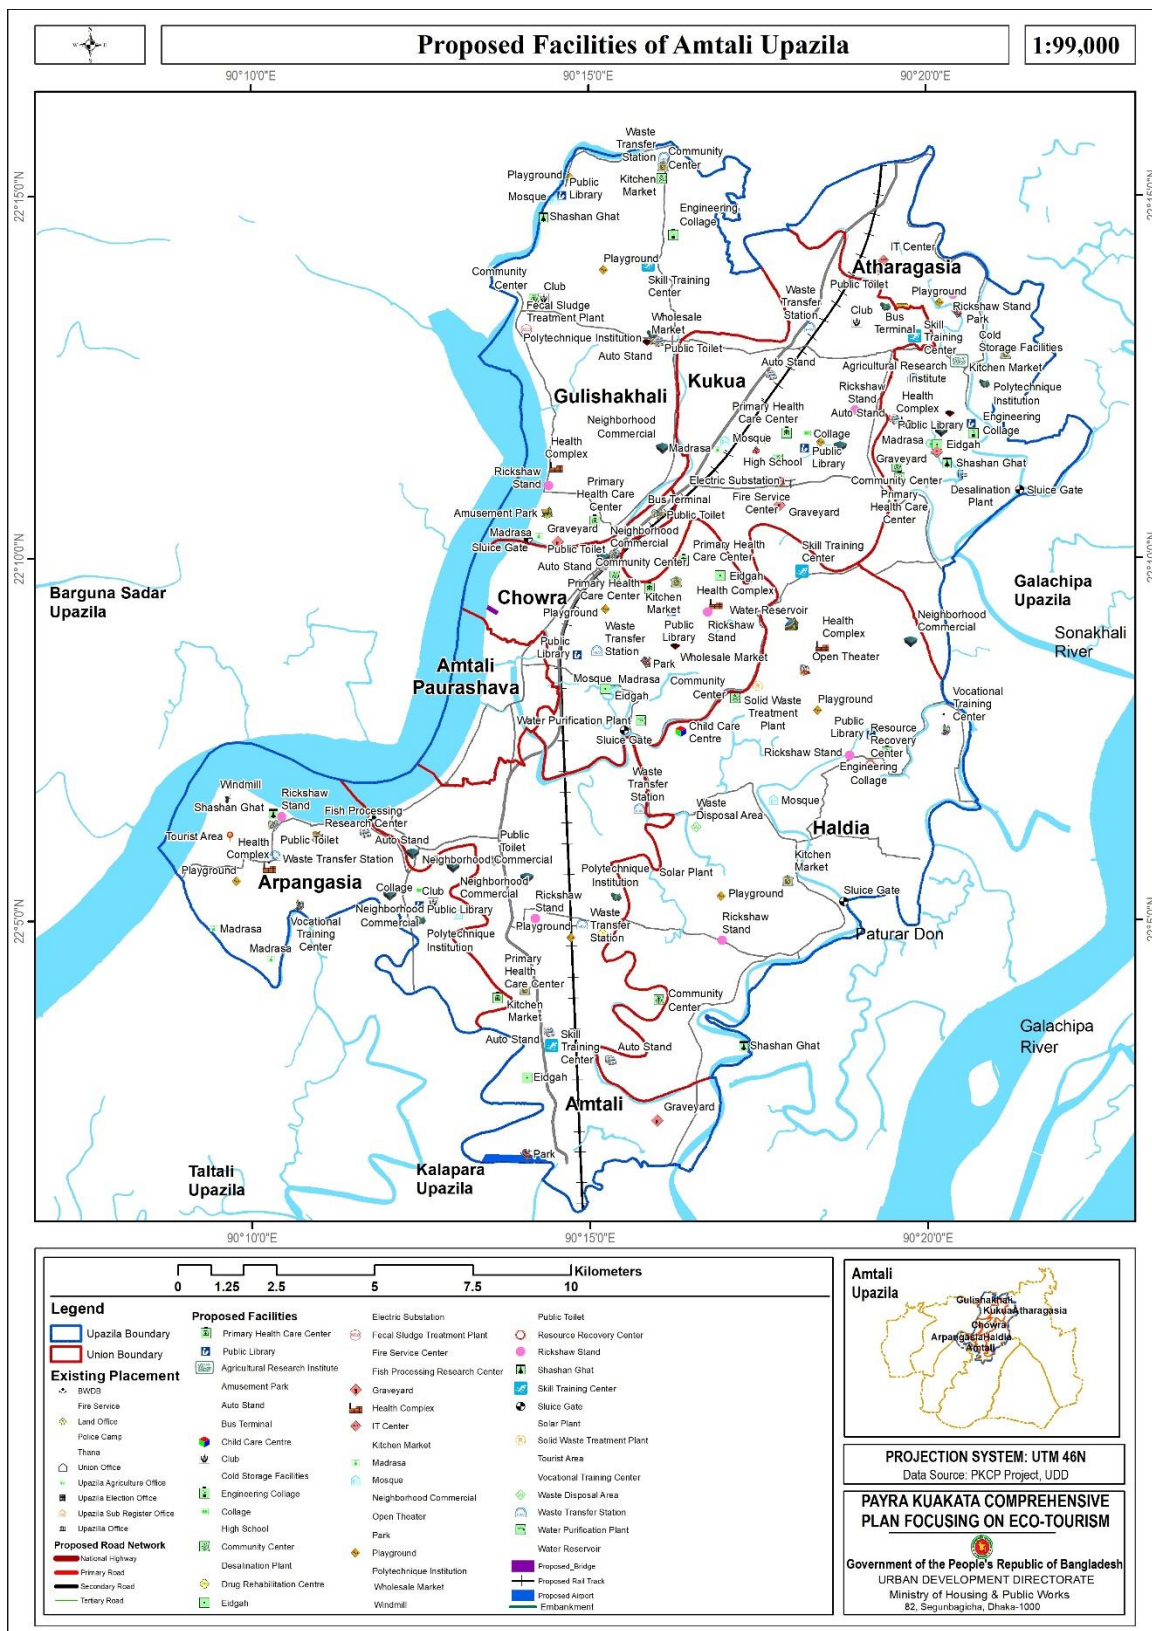 Proposed Facilities of Amtali Upazila
1:99,000
N
W
E
S
90°10'0"E
90°15'0"E
90°20'0"E
22°15'0"N
22°10'0"N
22°5'0"N
Waste
Transfer
Station
Community
Center
Playground
Public
Library
Mosque
Kitchen
Market
Shashan Ghat
Engineering
Collage
Community
Center
Club
Playground
Skill Training
Center
Fecal Sludge
Treatment Plant
Wholesale
Market
Polytechnique Institution
Public Toilet
Auto Stand
Waste
Transfer
Station
IT Center
Atharagasia
Public Toilet
Playground
Rickshaw Stand
Park
Club
Bus
Terminal
Skill
Training
Center
Cold
Storage Facilities
Kitchen Market
Auto Stand
Agricultural Research
Institute
Polytechnique
Institution
Kukua
Gulishakhali
Rickshaw
Stand
Auto Stand
Health
Complex
Public Library
Engineering
Collage
Neighborhood
Commercial
Primary Health
Care Center
Collage
Madrasa
Mosque
Public
Library
High School
Madrasa
Eidgah
Graveyard
Shashan Ghat
Health
Complex
Electric Substation
Community Center
Desalination
Plant
Sluice Gate
Rickshaw
Stand
Primary
Health
Care Center
Bus Terminal
Public Toilet
Fire Service
Center
Graveyard
Primary
Health
Care Center
Amusement Park
Madrasa
Graveyard
Sluice Gate
Public Toilet
Neighborhood
Commercial
Auto Stand
Community Center
Primary Health
Care Center
Skill Training
Center
Eidgah
Health Complex
Primary Health
Care Center
Kitchen
Market
Chowra
Playground
Public
Library
Rickshaw
Stand
Water Reservoir
Neighborhood
Commercial
Galachipa
Upazila
Barguna Sadar
Upazila
Sonakhali
River
Public
Library
Waste
Transfer
Station
Park
Wholesale Market
Health
Complex
Open Theater
Amtali
Paurashava
Mosque
Madrasa
Eidgah
Community
Center
Solid Waste
Treatment
Plant
Playground
Vocational
Training
Center
Water Purification Plant
Sluice Gate
Child Care
Centre
Public
Library
Resource
Recovery
Center
Rickshaw Stand
Engineering
Collage
Waste
Transfer
Station
Waste
Disposal Area
Mosque
Haldia
Windmill
Shashan Ghat
Rickshaw
Stand
Fish Processing
Research Center
Tourist Area
Health
Complex
Public Toilet
Auto Stand
Waste Transfer Station
Playground
Arpangasia
Public
Toilet
Neighborhood Commercial
Collage
Club
Neighborhood
Commercial
Neighborhood
Commercial
Public Library
Polytechnique
Institution
Vocational
Training
Center
Madrasa
Madrasa
Polytechnique
Institution
Solar Plant
Kitchen
Market
Playground
Sluice Gate
Rickshaw
Stand
Playground
Waste
Transfer
Station
Rickshaw
Stand
Paturar Don
Primary
Health
Care Center
Kitchen
Market
Community
Center
Auto Stand
Skill
Training
Center
Auto Stand
Shashan Ghat
Galachipa
River
Eidgah
Amtali
Graveyard
Park
Taltali
Upazila
Kalapara
Upazila
90°10'0"E
90°15'0"E
90°20'0"E
0 1.25 2.5 5 7.5 10
Kilometers
Legend
Upazila Boundary
Union Boundary
Existing Placement
BWDB
Fire Service
Land Office
Police Camp
Thana
Union Office
Upazila Agriculture Office
Upazila Election Office
Upazila Sub Register Office
Upazila Office
Proposed Road Network
National Highway
Primary Road
Secondary Road
Tertiary Road
Proposed Facilities
Primary Health Care Center
Public Library
Agricultural Research Institute
Amusement Park
Auto Stand
Bus Terminal
Child Care Centre
Club
Cold Storage Facilities
Engineering Collage
Collage
High School
Community Center
Desalination Plant
Drug Rehabilitation Centre
Eidgah
Electric Substation
Fecal Sludge Treatment Plant
Fire Service Center
Fish Processing Research Center
Graveyard
Health Complex
IT Center
Kitchen Market
Madrasa
Mosque
Neighborhood Commercial
Open Theater
Park
Playground
Polytechnique Institution
Wholesale Market
Windmill
Public Toilet
Resource Recovery Center
Rickshaw Stand
Shashan Ghat
Skill Training Center
Sluice Gate
Solar Plant
Solid Waste Treatment Plant
Tourist Area
Vocational Training Center
Waste Disposal Area
Waste Transfer Station
Water Purification Plant
Water Reservoir
Proposed_Bridge
Proposed Rail Track
Proposed Airport
Embankment
Amtali
Upazila
Gulishakhali
Kukua
Atharagasia
Chowra
Arpangasia
Haldia
Amtali
PROJECTION SYSTEM: UTM 46N
Data Source: PKCP Project, UDD
PAYRA KUAKATA COMPREHENSIVE
PLAN FOCUSING ON ECO-TOURISM
Government of the People's Republic of Bangladesh
URBAN DEVELOPMENT DIRECTORATE
Ministry of Housing & Public Works
82, Segunbagicha, Dhaka-1000